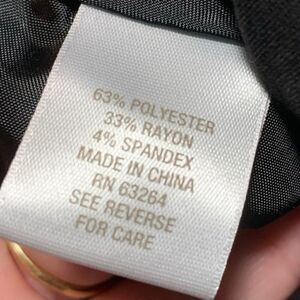 63% POLYESTER
33% RAYON
4% SPANDEX
MADE IN CHINA
RN 63264
SEE REVERSE
FOR CARE